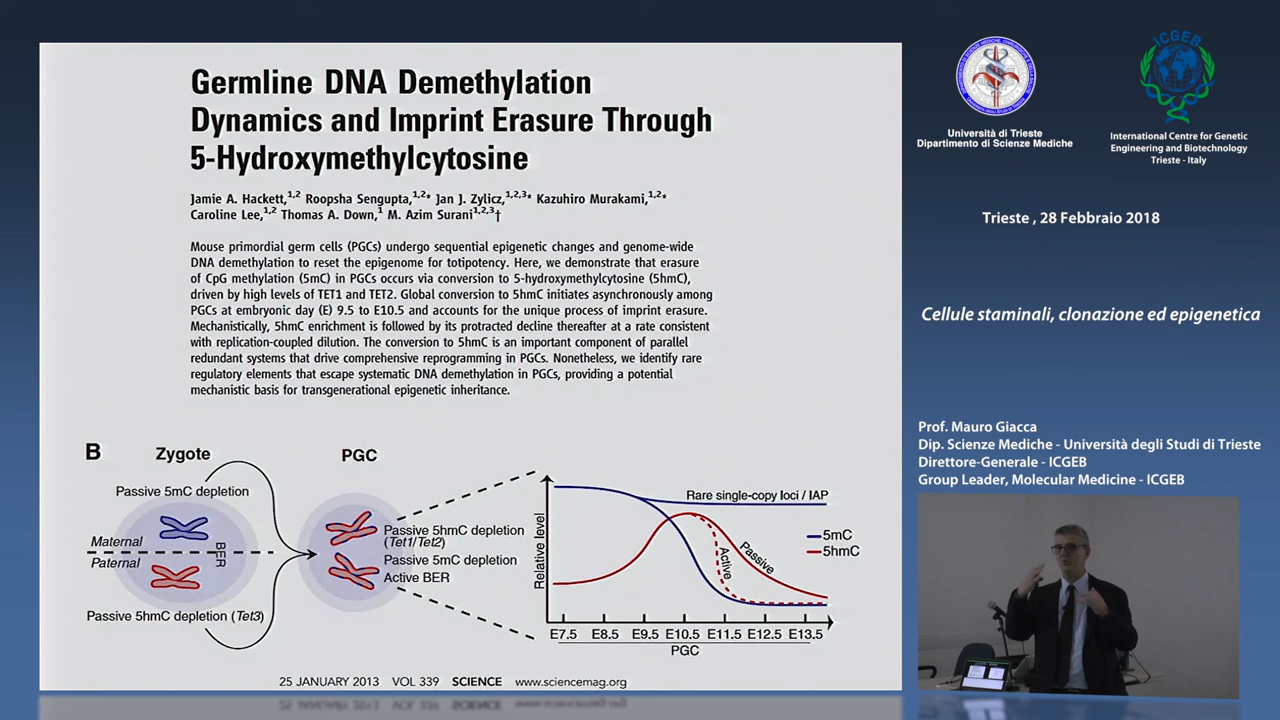 Germline DNA Demethylation
Dynamics and Imprint Erasure Through
5-Hydroxymethylcytosine
Jamie A. Hackett,1,2 Roopsha Sengupta,1,2* Jan J. Zylicz,1,2,3* Kazuhiro Murakami,1,2*
Caroline Lee,1,2 Thomas A. Down,1 M. Azim Surani1,2,3†
Mouse primordial germ cells (PGCs) undergo sequential epigenetic changes and genome-wide
DNA demethylation to reset the epigenome for totipotency. Here, we demonstrate that erasure
of CpG methylation (5mC) in PGCs occurs via conversion to 5-hydroxymethylcytosine (5hmC),
driven by high levels of TET1 and TET2. Global conversion to 5hmC initiates asynchronously among
PGCs at embryonic day (E) 9.5 to E10.5 and accounts for the unique process of imprint erasure.
Mechanistically, 5hmC enrichment is followed by its protracted decline thereafter at a rate consistent
with replication-coupled dilution. The conversion to 5hmC is an important component of parallel
redundant systems that drive comprehensive reprogramming in PGCs. Nonetheless, we identify rare
regulatory elements that escape systematic DNA demethylation in PGCs, providing a potential
mechanistic basis for transgenerational epigenetic inheritance.
B
Zygote
PGC
Passive 5mC depletion
Maternal
Paternal
BER
Passive 5hmC depletion (Tet3)
Passive 5hmC depletion
(Tet1/Tet2)
Passive 5mC depletion
Active BER
Relative level
Rare single-copy loci / IAP
5mC
5hmC
Active
Passive
E7.5 E8.5 E9.5 E10.5 E11.5 E12.5 E13.5
PGC
25 JANUARY 2013 VOL 339 SCIENCE www.sciencemag.org
Università di Trieste
Dipartimento di Scienze Mediche
ICGEB
International Centre for Genetic
Engineering and Biotechnology
Trieste - Italy
Trieste , 28 Febbraio 2018
Cellule staminali, clonazione ed epigenetica
Prof. Mauro Giacca
Dip. Scienze Mediche - Università degli Studi di Trieste
Direttore-Generale - ICGEB
Group Leader, Molecular Medicine - ICGEB